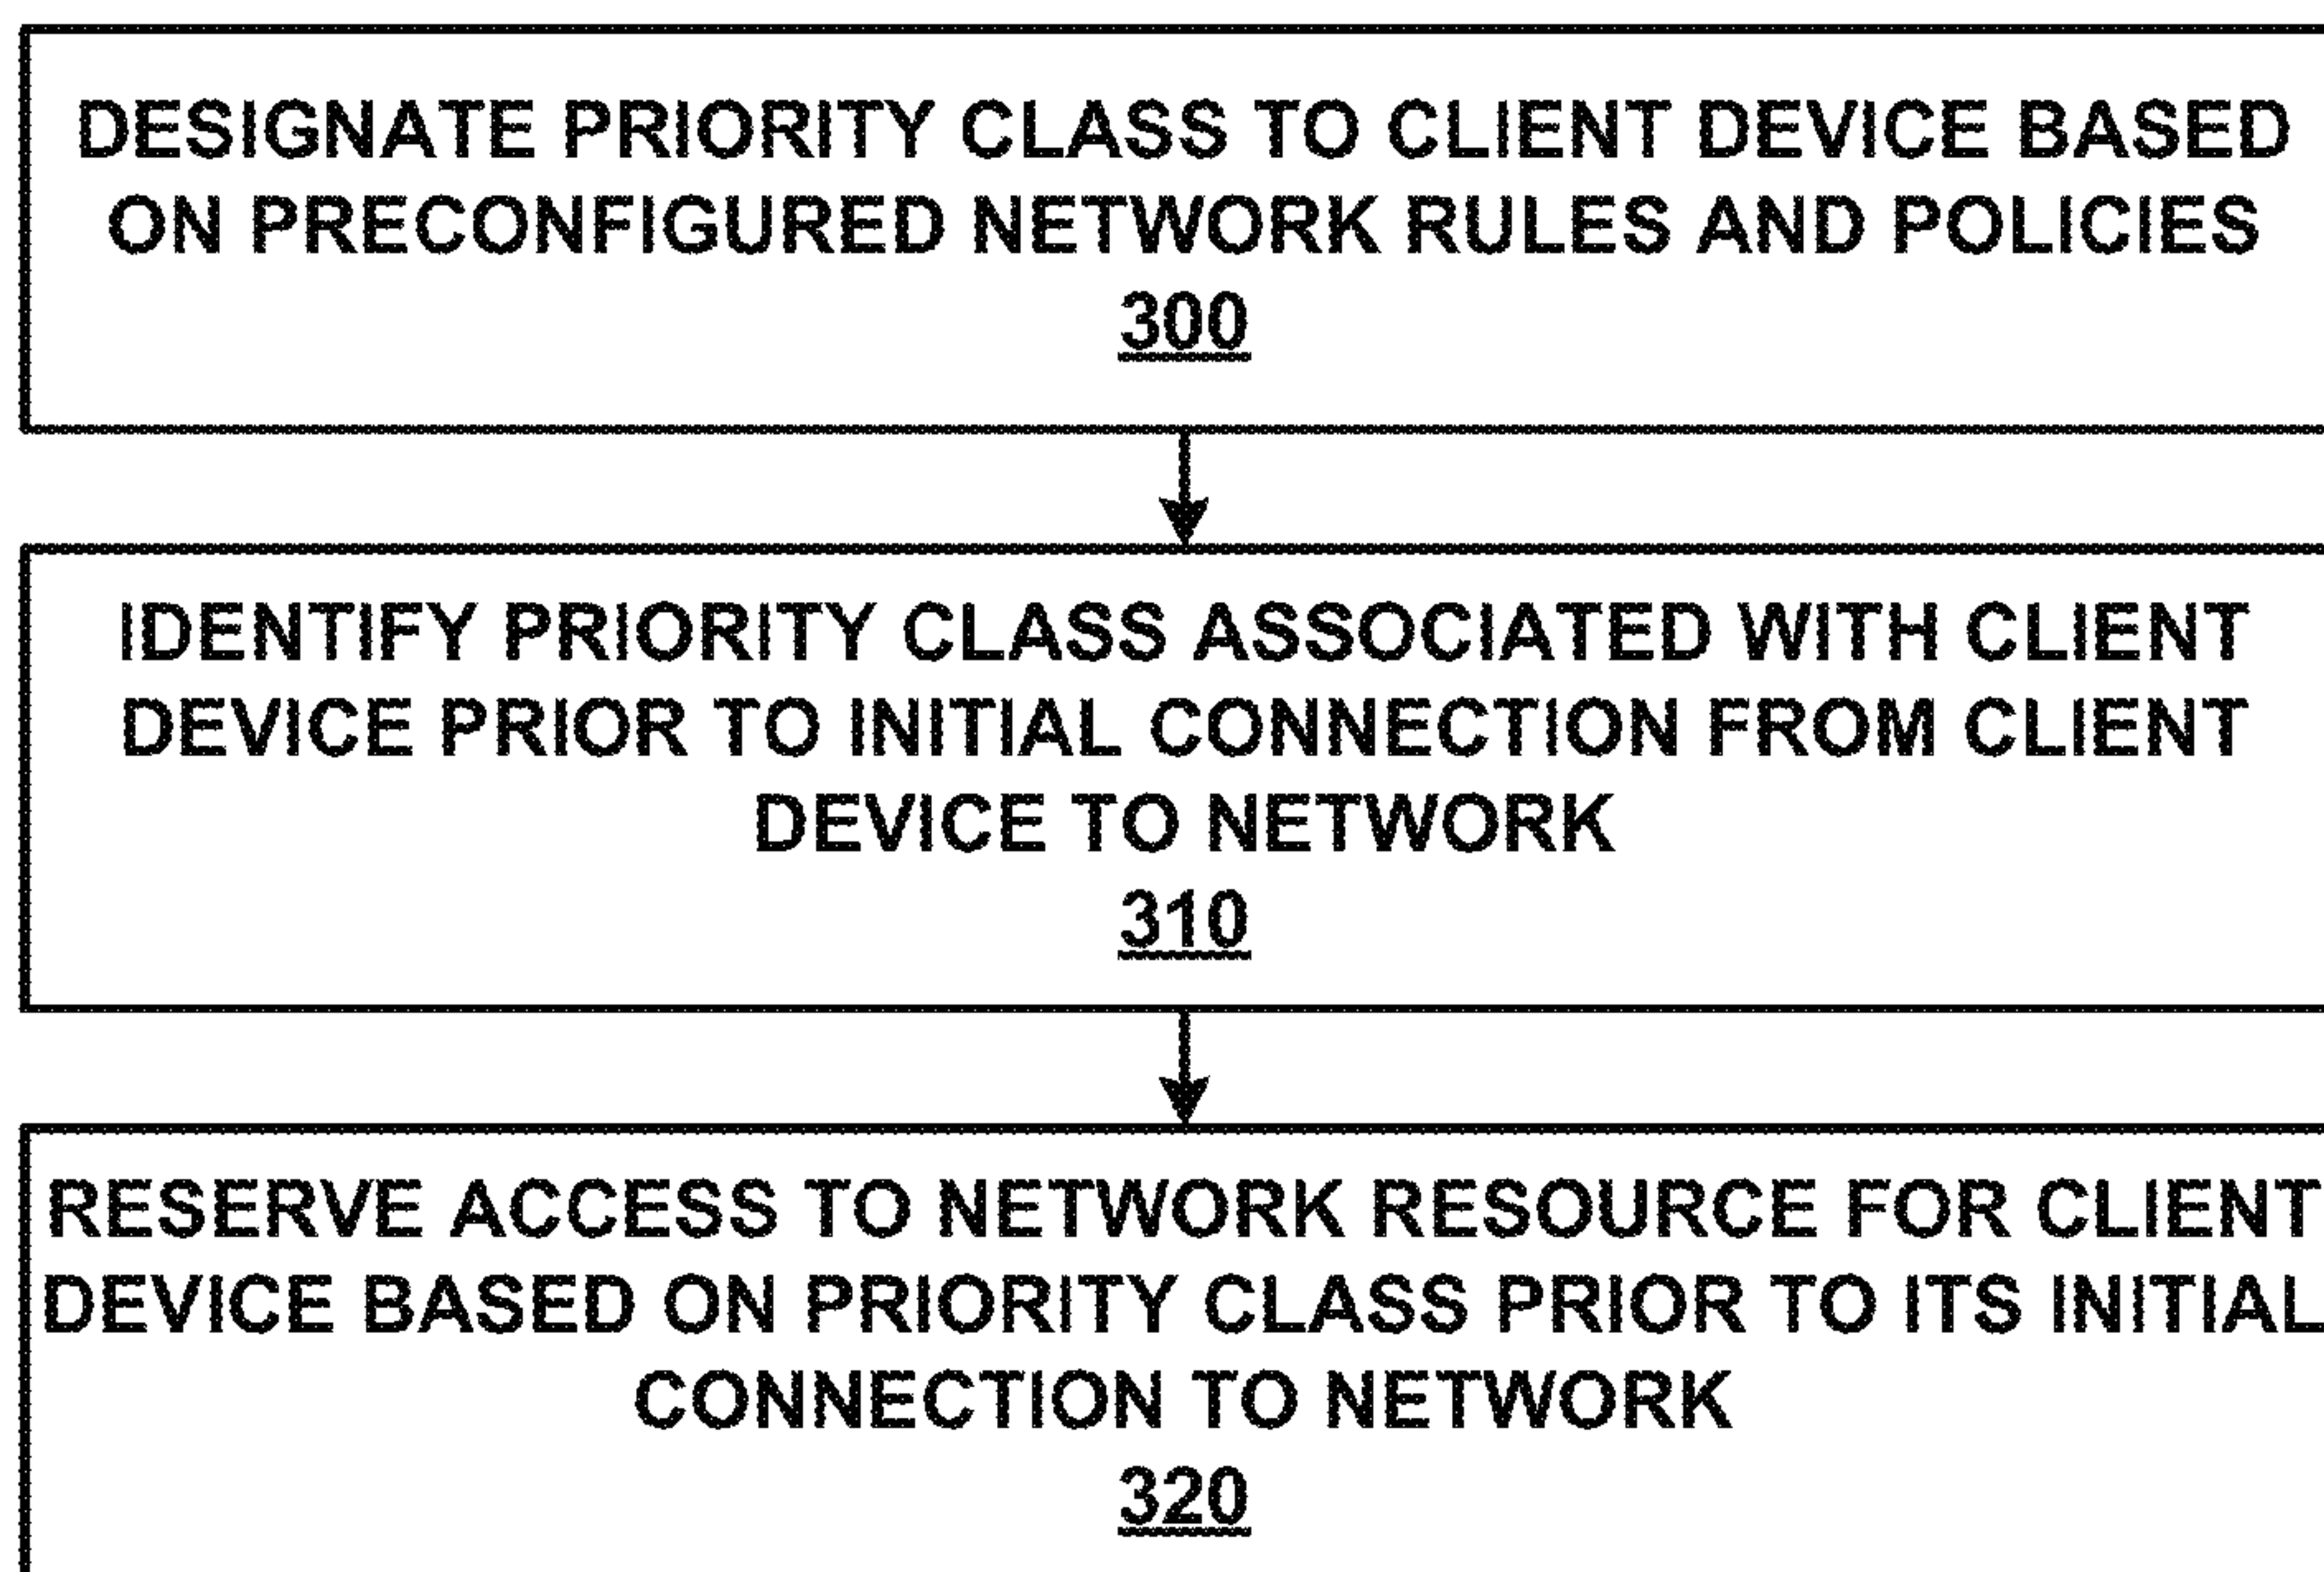 DESIGNATE PRIORITY CLASS TO CLIENT DEVICE BASED
ON PRECONFIGURED NETWORK RULES AND POLICIES
300
IDENTIFY PRIORITY CLASS ASSOCIATED WITH CLIENT
DEVICE PRIOR TO INITIAL CONNECTION FROM CLIENT
DEVICE TO NETWORK
310
RESERVE ACCESS TO NETWORK RESOURCE FOR CLIENT
DEVICE BASED ON PRIORITY CLASS PRIOR TO ITS INITIAL
CONNECTION TO NETWORK
320